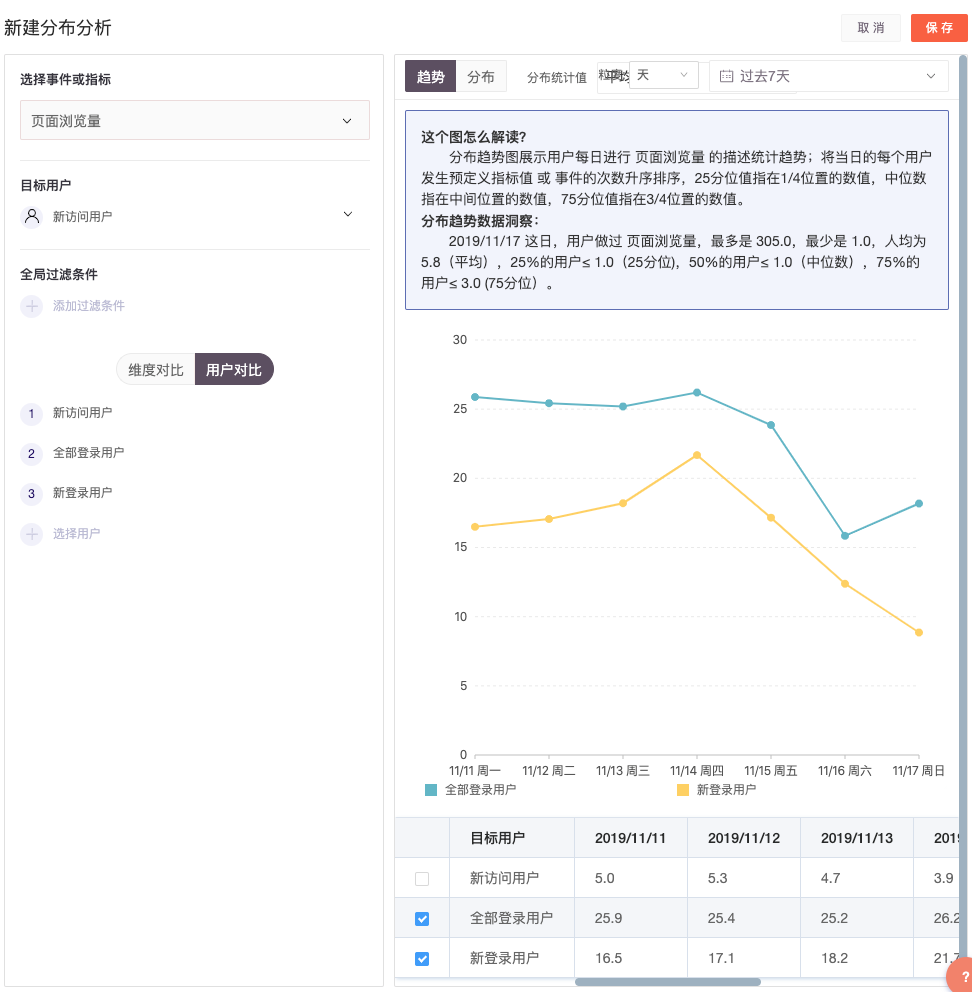 新建分布分析
取 消
保 存
选择事件或指标
页面浏览量
目标用户
新访问用户
全局过滤条件
添加过滤条件
维度对比
用户对比
1
新访问用户
2
全部登录用户
3
新登录用户
选择用户
趋势
分布
分布统计值
天
过去7天
这个图怎么解读?
分布趋势图展示用户每日进行 页面浏览量 的描述统计趋势；将当日的每个用户
发生预定义指标值 或 事件的次数升序排序，25分位值指在1/4位置的数值，中位数
指在中间位置的数值，75分位值指在3/4位置的数值。
分布趋势数据洞察：
2019/11/17 这日，用户做过 页面浏览量，最多是 305.0，最少是 1.0，人均为
5.8（平均），25%的用户≤ 1.0（25分位)，50%的用户≤ 1.0（中位数），75%的
用户≤ 3.0 (75分位）。
30
25
20
15
10
5
0
11/11 周一
11/12 周二
11/13 周三
11/14 周四
11/15 周五
11/16 周六
11/17 周日
全部登录用户
新登录用户
目标用户
2019/11/11
2019/11/12
2019/11/13
201
新访问用户
5.0
5.3
4.7
3.9
全部登录用户
25.9
25.4
25.2
26.2
新登录用户
16.5
17.1
18.2
21.7
?